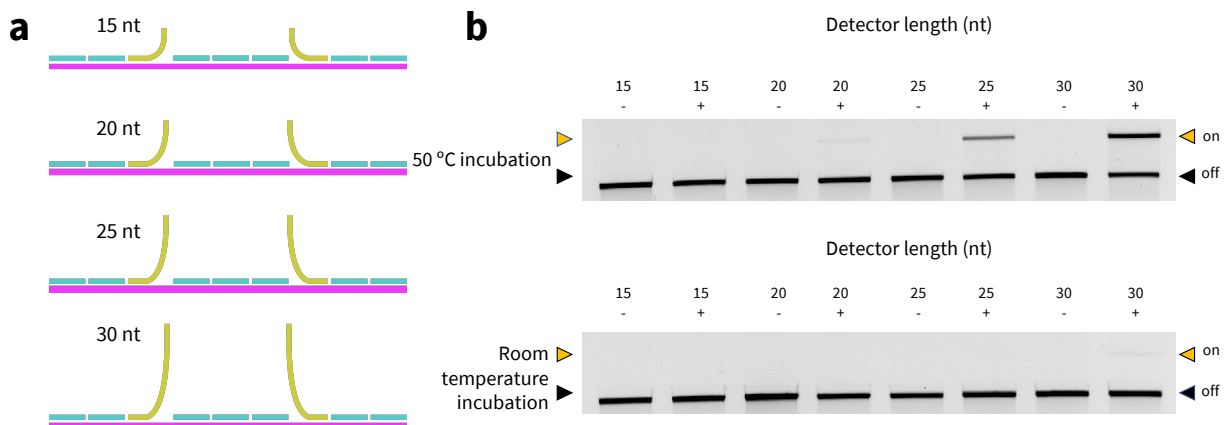 a
15 nt
20 nt
25 nt
30 nt
b
Detector length (nt)
15 15 20 20 25 25 30 30
- + - + - + - +
50 ºC incubation
on
off
Detector length (nt)
15 15 20 20 25 25 30 30
- + - + - + - +
Room
temperature
incubation
on
off